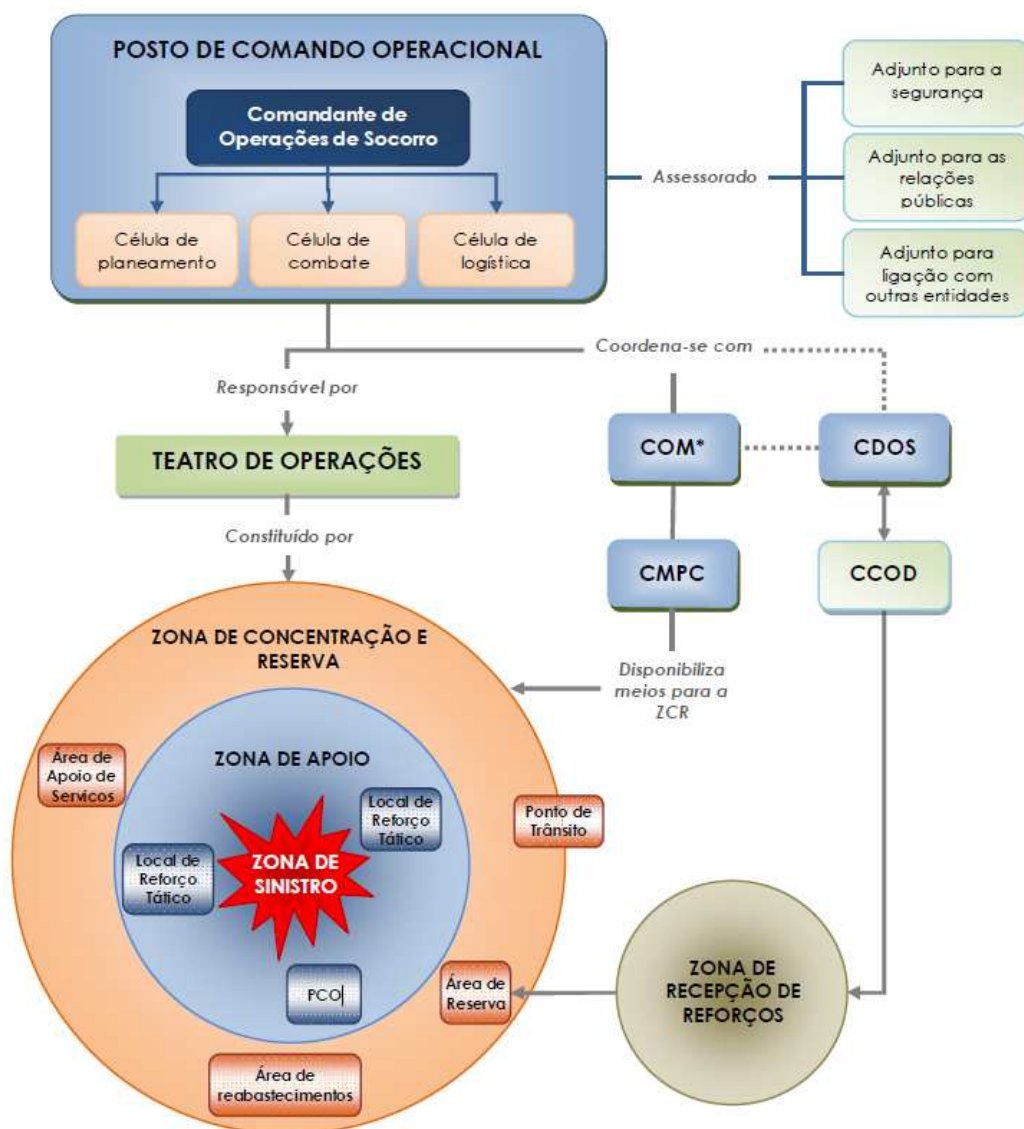 POSTO DE COMANDO OPERACIONAL
Comandante de
Operações de Socorro
Célula de
planeamento
Célula de
combate
Célula de
logística
Assessorado
Adjunto para a
segurança
Adjunto para as
relações
públicas
Adjunto para
ligação com
outras entidades
Coordena-se com
Responsável por
TEATRO DE OPERAÇÕES
COM*
CDOS
Constituído por
CMPC
CCOD
Disponibiliza
meios para a
ZCR
ZONA DE CONCENTRAÇÃO E
RESERVA
ZONA DE APOIO
Área de
Apoio de
Servicos
Local de
Reforço
Tático
Ponto de
Trânsito
Local de
Reforço
Tático
ZONA DE
SINISTRO
PCO
Área de
Reserva
ZONA DE
RECEPÇÃO DE
REFORÇOS
Área de
reabastecimentos